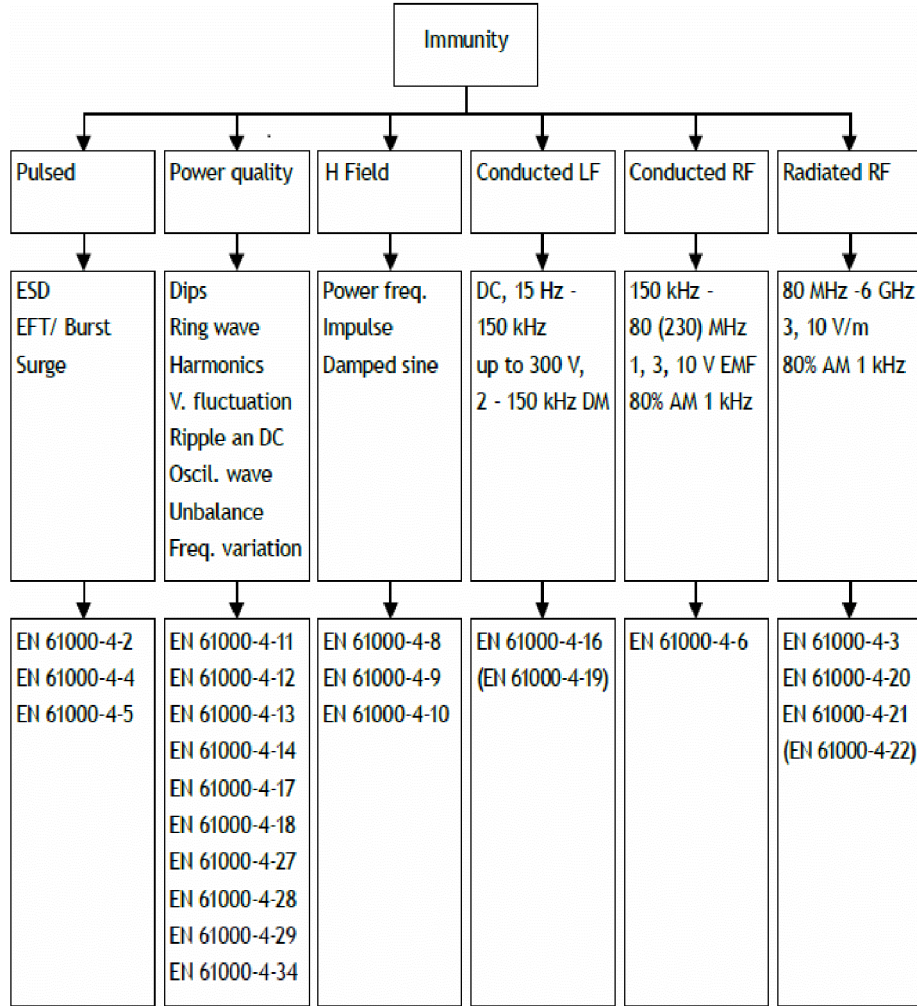 Immunity
Pulsed
Power quality
H Field
Conducted LF
Conducted RF
Radiated RF
ESD
EFT/ Burst
Surge
Dips
Ring wave
Harmonics
V. fluctuation
Ripple an DC
Oscil. wave
Unbalance
Freq. variation
Power freq.
Impulse
Damped sine
DC, 15 Hz -
150 kHz
up to 300 V,
2 - 150 kHz DM
150 kHz -
80 (230) MHz
1, 3, 10 V EMF
80% AM 1 kHz
80 MHz -6 GHz
3, 10 V/m
80% AM 1 kHz
EN 61000-4-2
EN 61000-4-4
EN 61000-4-5
EN 61000-4-11
EN 61000-4-12
EN 61000-4-13
EN 61000-4-14
EN 61000-4-17
EN 61000-4-18
EN 61000-4-27
EN 61000-4-28
EN 61000-4-29
EN 61000-4-34
EN 61000-4-8
EN 61000-4-9
EN 61000-4-10
EN 61000-4-16
(EN 61000-4-19)
EN 61000-4-6
EN 61000-4-3
EN 61000-4-20
EN 61000-4-21
(EN 61000-4-22)